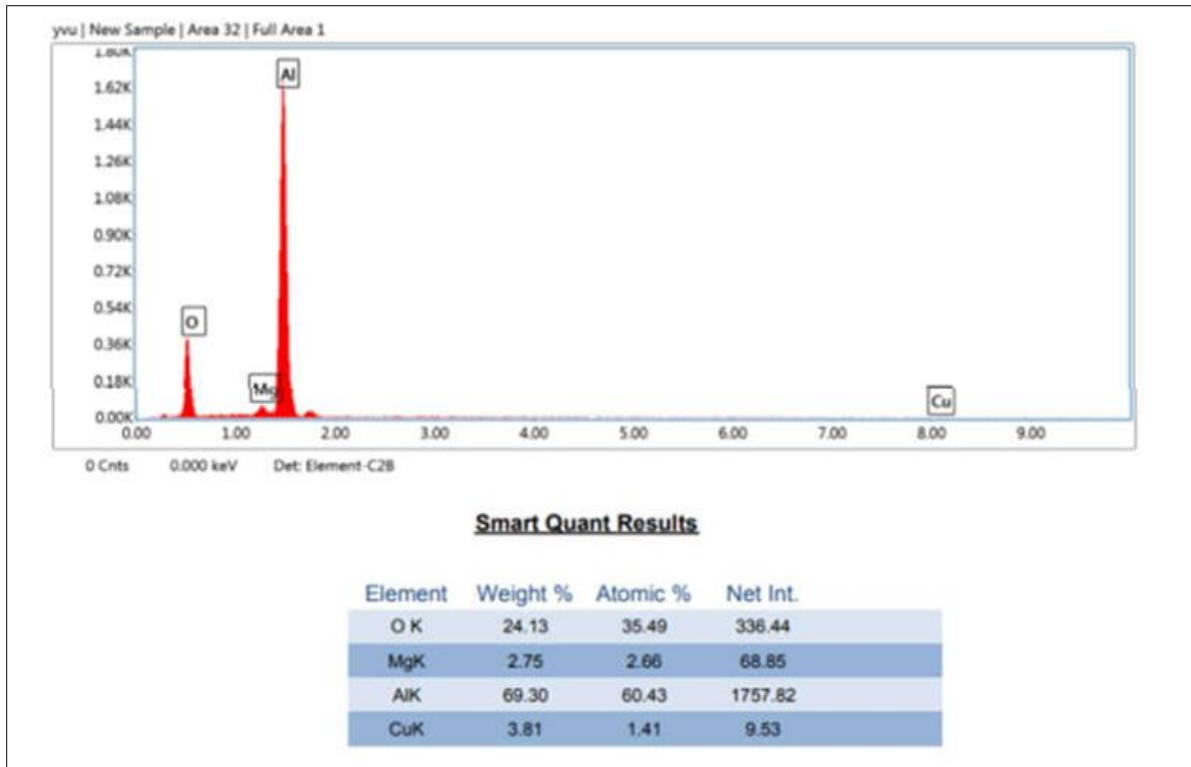 yvu | New Sample | Area 32 | Full Area 1
1.80K
Al
1.62K
1.44K
1.26K
1.08K
0.90K
0.72K
0.54K
O
0.36K
0.18K
Mg
Cu
0.00K
0.00 1.00 2.00 3.00 4.00 5.00 6.00 7.00 8.00 9.00
0 Cnts 0.000 keV Det: Element-C2B
Smart Quant Results
Element Weight % Atomic % Net Int.
O K 24.13 35.49 336.44
MgK 2.75 2.66 68.85
AlK 69.30 60.43 1757.82
CuK 3.81 1.41 9.53